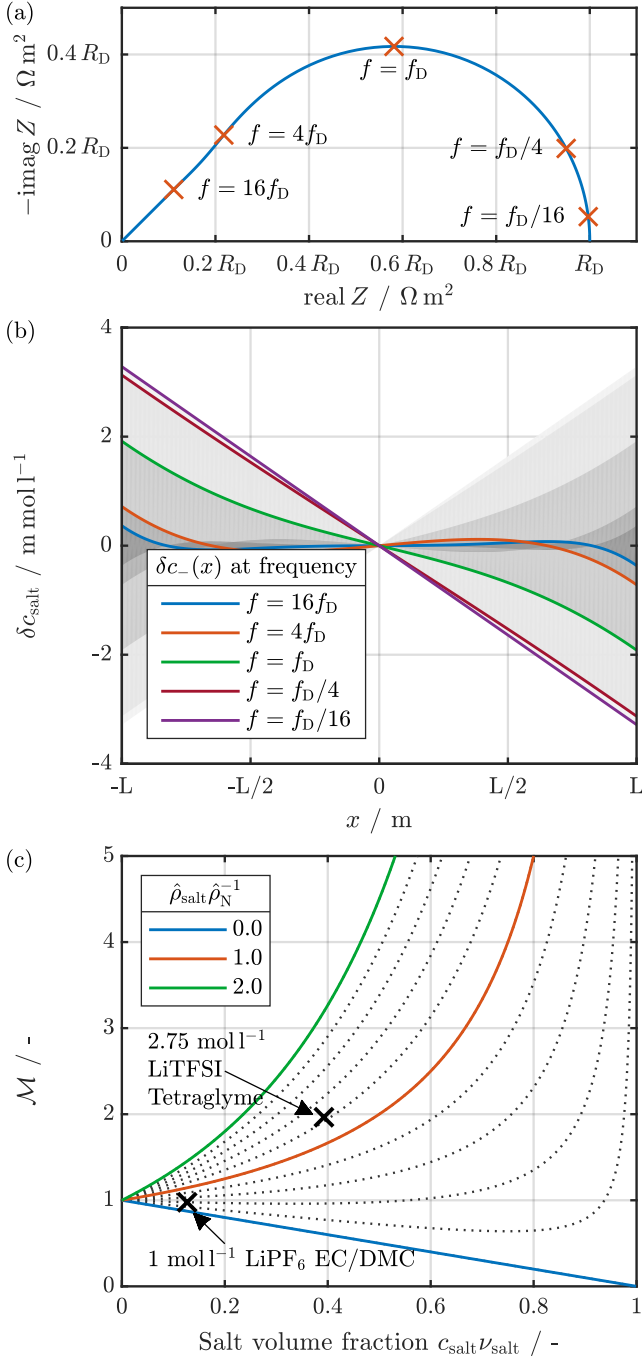 (a)
−imag Z / Ω m²
0.4 R_D
0.2 R_D
0
f = f_D
f = 4f_D
f = f_D/4
f = 16f_D
f = f_D/16
0 0.2 R_D 0.4 R_D 0.6 R_D 0.8 R_D R_D
real Z / Ω m²
(b)
δc_salt / m mol l⁻¹
4
2
0
-2
-4
δc₋(x) at frequency
f = 16f_D
f = 4f_D
f = f_D
f = f_D/4
f = f_D/16
-L -L/2 0 L/2 L
x / m
(c)
ℳ / -
5
4
3
2
1
0
ρ̂_salt ρ̂_N⁻¹
0.0
1.0
2.0
2.75 mol l⁻¹
LiTFSI
Tetraglyme
1 mol l⁻¹ LiPF₆ EC/DMC
0 0.2 0.4 0.6 0.8 1
Salt volume fraction c_salt ν_salt / -